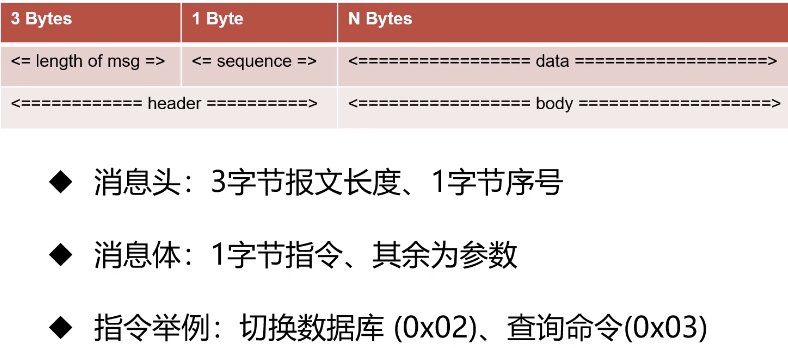 3 Bytes 1 Byte N Bytes
<= length of msg => <= sequence => <================= data ===================>
<============ header ==========> <================= body ===================>
◆ 消息头：3字节报文长度、1字节序号
◆ 消息体：1字节指令、其余为参数
◆ 指令举例：切换数据库 (0x02)、查询命令(0x03)